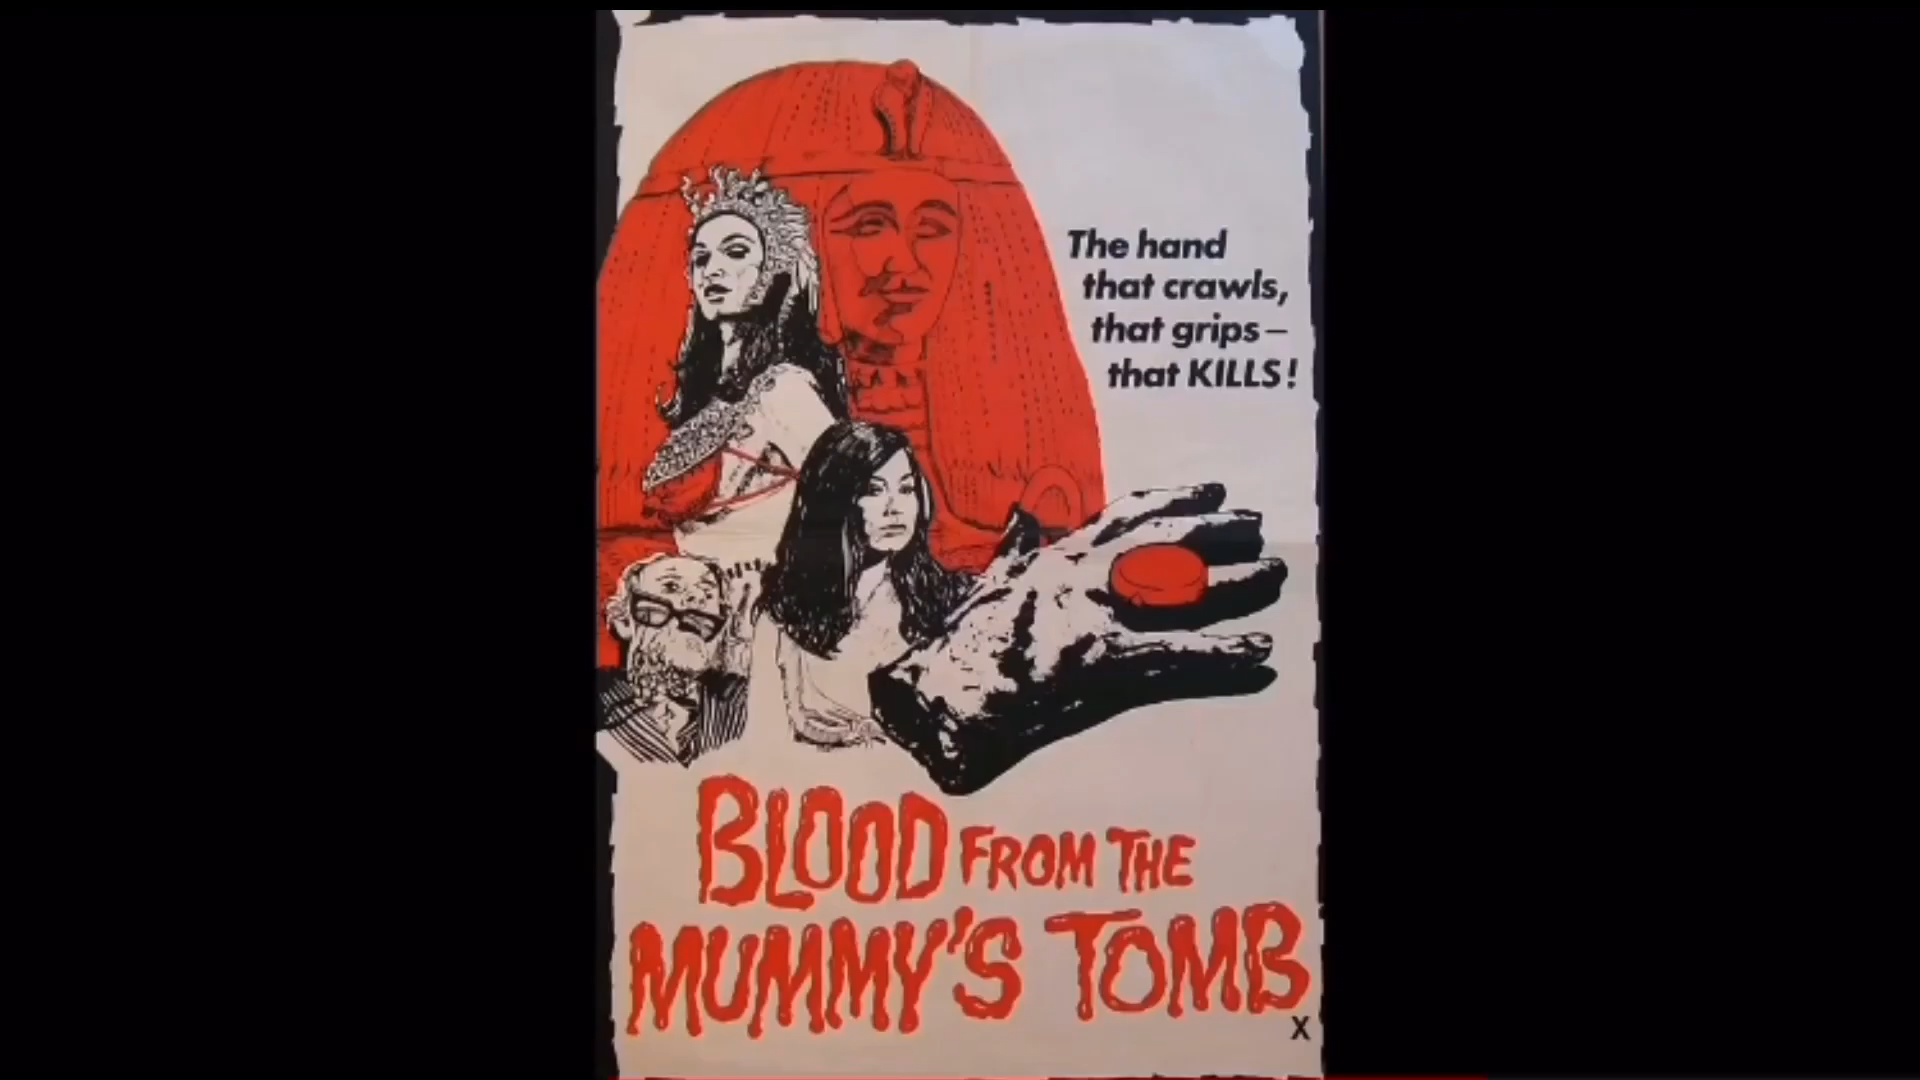 The hand
that crawls,
that grips–
that KILLS!
BLOOD FROM THE
MUMMY'S TOMB
X